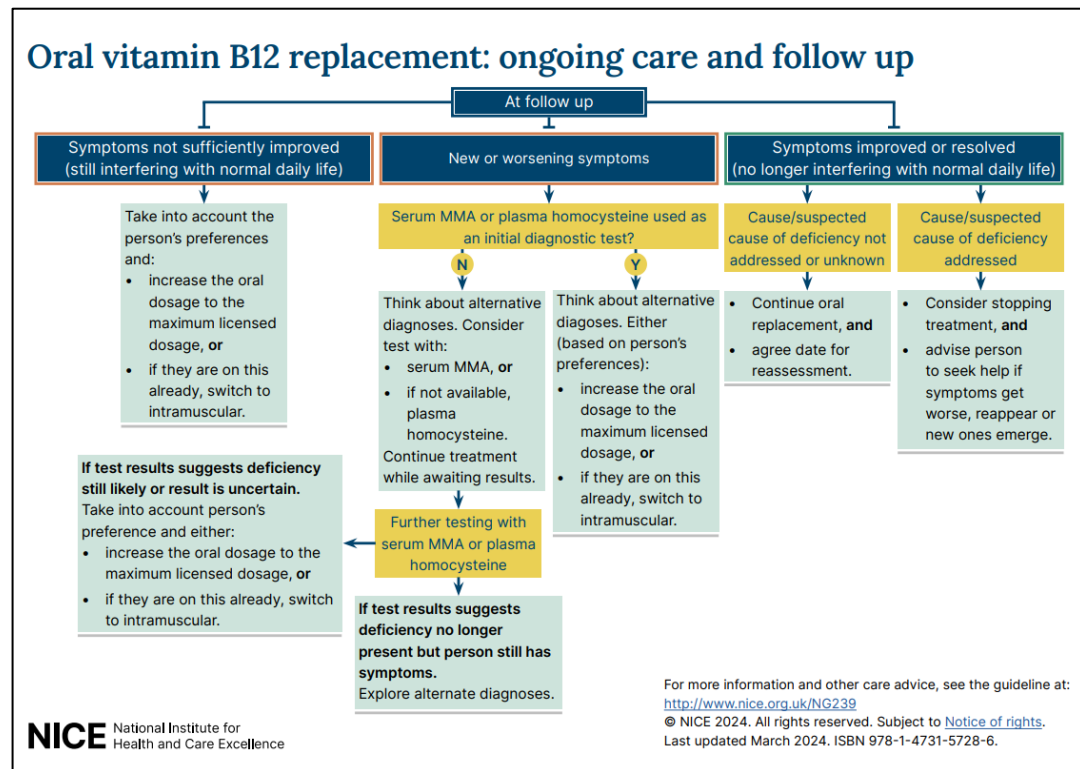 Oral vitamin B12 replacement: ongoing care and follow up
At follow up
Symptoms not sufficiently improved
(still interfering with normal daily life)
Take into account the
person's preferences
and:
• increase the oral
dosage to the
maximum licensed
dosage, or
• if they are on this
already, switch to
intramuscular.
New or worsening symptoms
Serum MMA or plasma homocysteine used as
an initial diagnostic test?
N
Y
Think about alternative
diagnoses. Consider
test with:
• serum MMA, or
• if not available,
plasma
homocysteine.
Continue treatment
while awaiting results.
Think about alternative
diagoses. Either
(based on person's
preferences):
• increase the oral
dosage to the
maximum licensed
dosage, or
• if they are on this
already, switch to
intramuscular.
Further testing with
serum MMA or plasma
homocysteine
If test results suggests deficiency
still likely or result is uncertain.
Take into account person's
preference and either:
• increase the oral dosage to the
maximum licensed dosage, or
• if they are on this already, switch
to intramuscular.
If test results suggests
deficiency no longer
present but person still has
symptoms.
Explore alternate diagnoses.
Symptoms improved or resolved
(no longer interfering with normal daily life)
Cause/suspected
cause of deficiency not
addressed or unknown
• Continue oral
replacement, and
• agree date for
reassessment.
Cause/suspected
cause of deficiency
addressed
• Consider stopping
treatment, and
• advise person
to seek help if
symptoms get
worse, reappear or
new ones emerge.
NICE National Institute for
Health and Care Excellence
For more information and other care advice, see the guideline at:
http://www.nice.org.uk/NG239
© NICE 2024. All rights reserved. Subject to Notice of rights.
Last updated March 2024. ISBN 978-1-4731-5728-6.